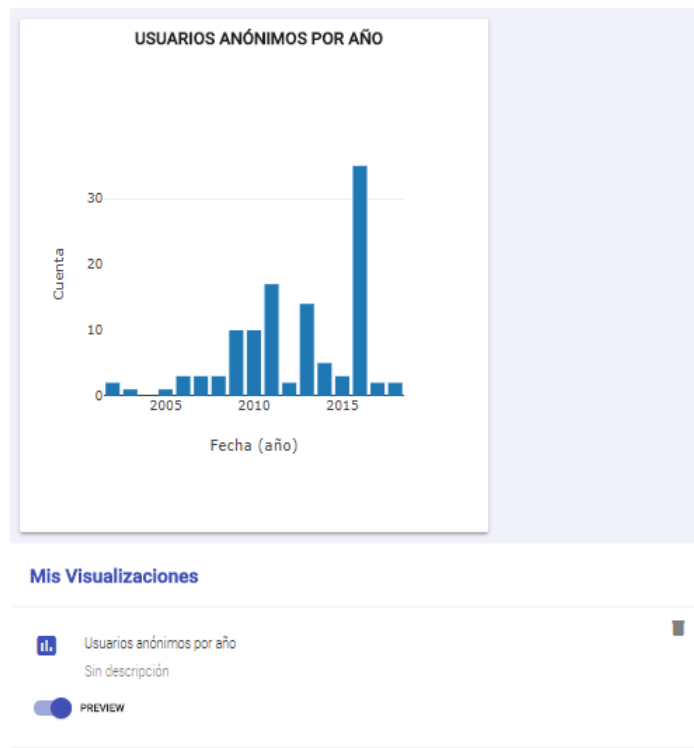 USUARIOS ANÓNIMOS POR AÑO
30
20
10
0
Cuenta
2005 2010 2015
Fecha (año)
Mis Visualizaciones
Usuarios anónimos por año
Sin descripción
PREVIEW